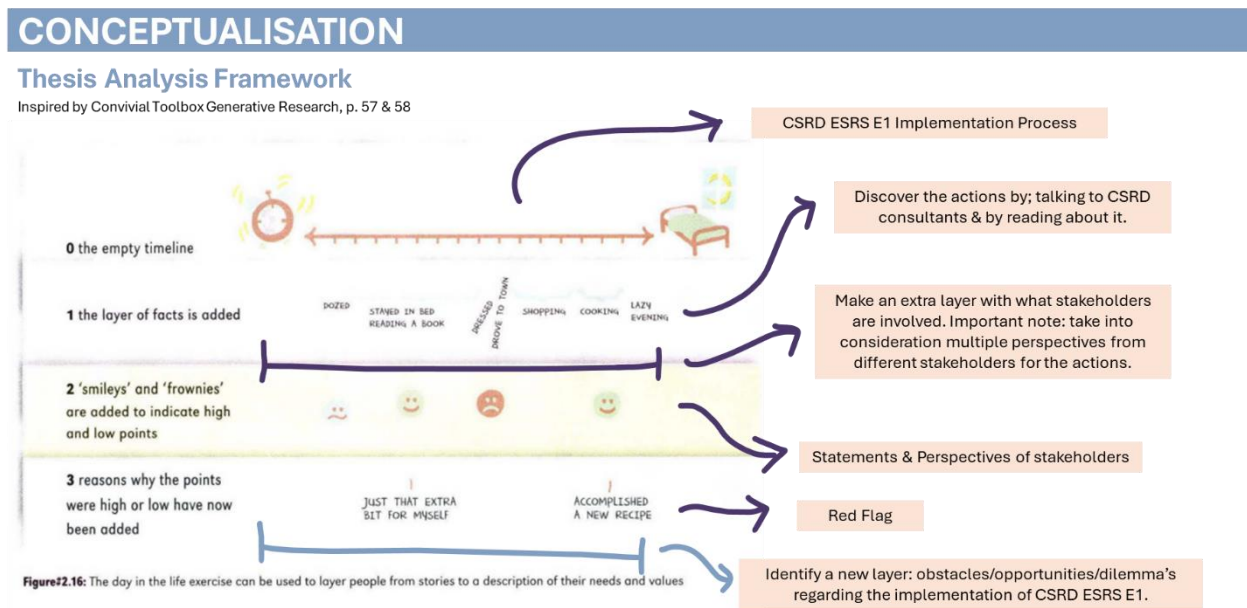 CONCEPTUALISATION
Thesis Analysis Framework
Inspired by Convivial Toolbox Generative Research, p. 57 & 58
CSRD ESRS E1 Implementation Process
0 the empty timeline
Discover the actions by; talking to CSRD
consultants & by reading about it.
1 the layer of facts is added
DOZED
STAYED IN BED
READING A BOOK
DRESSED
DROVE TO TOWN
SHOPPING
COOKING
LAZY
EVENING
Make an extra layer with what stakeholders
are involved. Important note: take into
consideration multiple perspectives from
different stakeholders for the actions.
2 'smileys' and 'frownies'
are added to indicate high
and low points
Statements & Perspectives of stakeholders
3 reasons why the points
were high or low have now
been added
JUST THAT EXTRA
BIT FOR MYSELF
ACCOMPLISHED
A NEW RECIPE
Red Flag
Figure#2.16: The day in the life exercise can be used to layer people from stories to a description of their needs and values
Identify a new layer: obstacles/opportunities/dilemma's
regarding the implementation of CSRD ESRS E1.